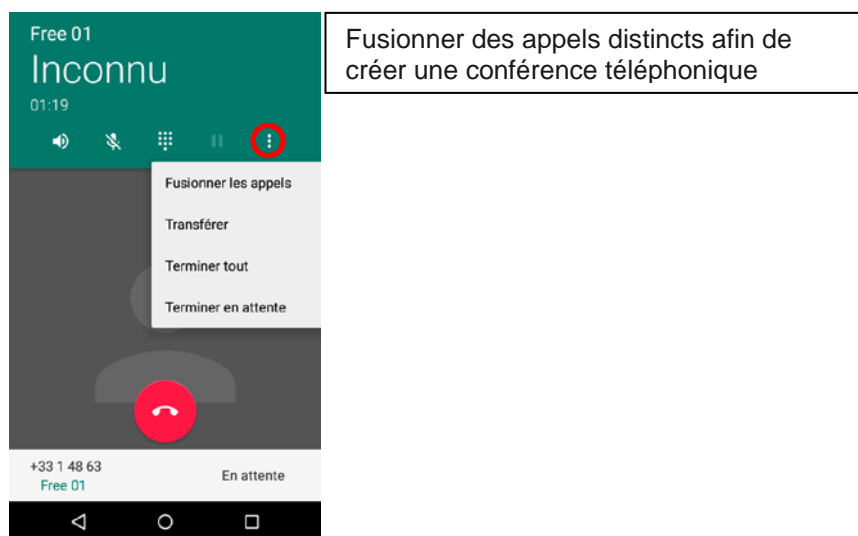 Free 01
Inconnu
01:19
Fusionner les appels
Transférer
Terminer tout
Terminer en attente
+33 1 48 63
Free 01
En attente
Fusionner des appels distincts afin de
créer une conférence téléphonique